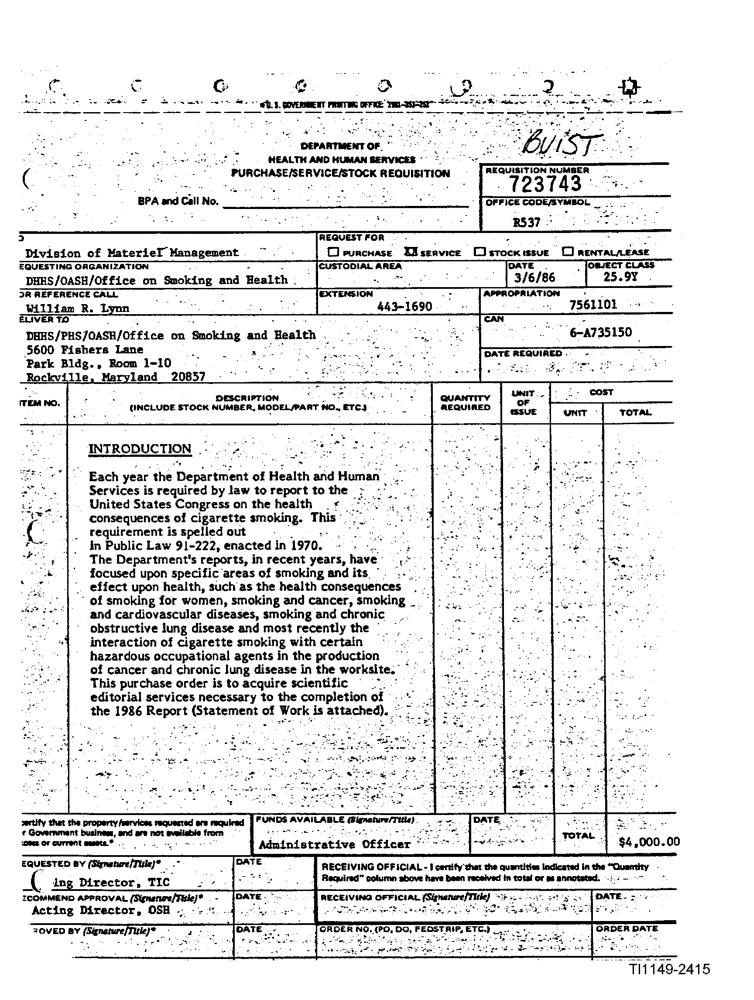 U.S. GOVERNMENT PRINTING OFFICE:
DEPARTMENT OF
HEALTH AND HUMAN SERVICES
PURCHASE/SERVICE/STOCK REQUISITION
BUIST
BPA and Call No.
REQUISITION NUMBER
723743
OFFICE CODE/SYMBOL
R537
Division of Materiel Management
REQUEST FOR
PURCHASE SERVICE STOCK ISSUE RENTAL/LEASE
EQUESTING ORGANIZATION
DHHS/OASH/Office on Smoking and Health
CUSTODIAL AREA
DATE
3/6/86
OBJECT CLASS
25.9Y
OR REFERENCE CALL
William R. Lynn
EXTENSION
443-1690
APPROPRIATION
7561101
ELIVER TO
DHHS/PHS/OASH/Office on Smoking and Health
5600 Fishers Lane
Park Bldg., Room 1-10
Rockville, Maryland 20857
CAN
6-A735150
DATE REQUIRED
ITEM NO.
DESCRIPTION
(INCLUDE STOCK NUMBER, MODEL/PART NO., ETC.)
QUANTITY
REQUIRED
UNIT
OF
ISSUE
COST
UNIT
TOTAL
INTRODUCTION
Each year the Department of Health and Human
Services is required by law to report to the
United States Congress on the health
consequences of cigarette smoking. This
requirement is spelled out
in Public Law 91-222, enacted in 1970.
The Department's reports, in recent years, have
focused upon specific areas of smoking and its
effect upon health, such as the health consequences
of smoking for women, smoking and cancer, smoking
and cardiovascular diseases, smoking and chronic
obstructive lung disease and most recently the
interaction of cigarette smoking with certain
hazardous occupational agents in the production
of cancer and chronic lung disease in the worksite.
This purchase order is to acquire scientific
editorial services necessary to the completion of
the 1986 Report (Statement of Work is attached).
ertify that the property/services requested are required
r Government business, and are not available from
cess or current assets.*
FUNDS AVAILABLE (Signature/Title)
Administrative Officer
DATE
TOTAL
$4,000.00
EQUESTED BY (Signature/Title)*
ing Director, TIC
DATE
RECEIVING OFFICIAL - I certify that the quantities indicated in the "Quantity
Required" column above have been received in total or as annotated.
ECOMMEND APPROVAL (Signature/Title)*
Acting Director, OSH
DATE
RECEIVING OFFICIAL (Signature/Title)
DATE
ROVED BY (Signature/Title)*
DATE
ORDER NO. (PO, DO, FEDSTRIP, ETC.)
ORDER DATE
TI1149-2415